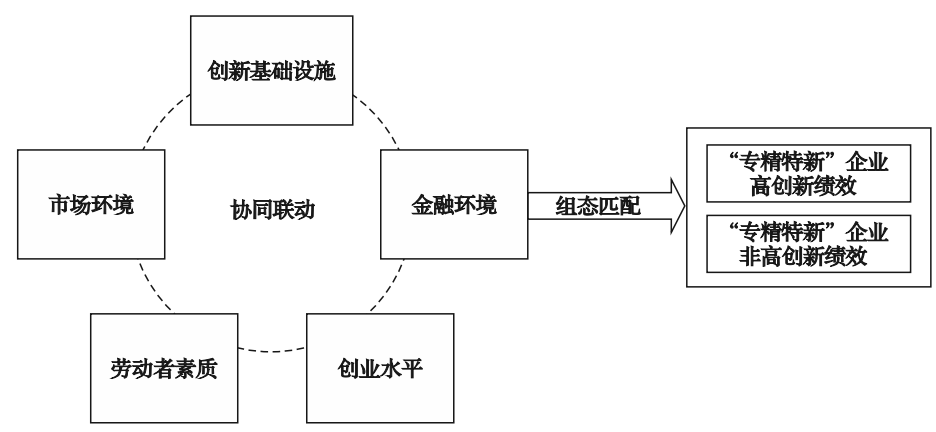 创新基础设施
市场环境
协同联动
金融环境
组态匹配
“专精特新”企业
高创新绩效
“专精特新”企业
非高创新绩效
劳动者素质
创业水平